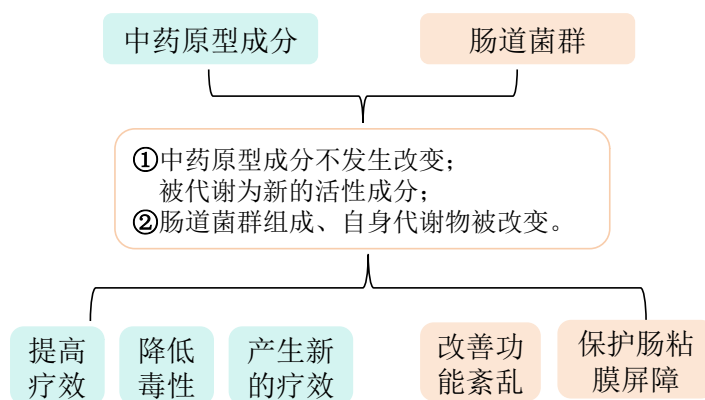 中药原型成分
肠道菌群
①中药原型成分不发生改变；
被代谢为新的活性成分；
②肠道菌群组成、自身代谢物被改变。
提高
疗效
降低
毒性
产生新
的疗效
改善功
能紊乱
保护肠粘
膜屏障